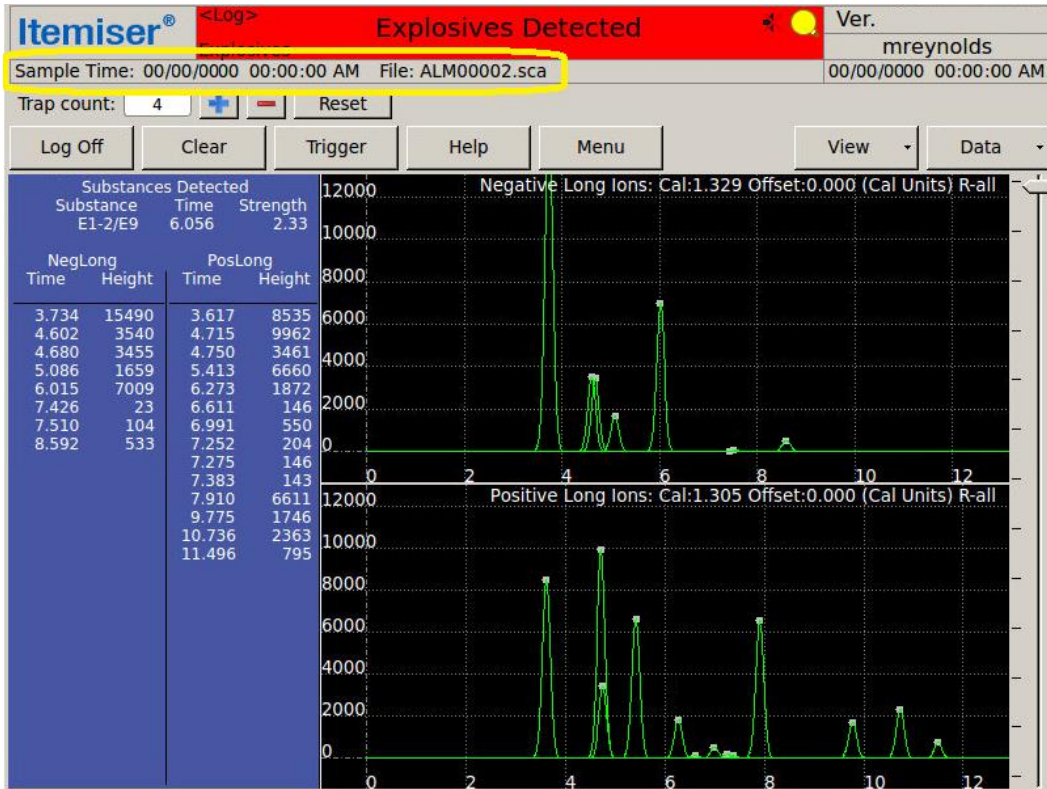 Itemiser®
<Log>
Explosives Detected
Explosives
Ver.
mreynolds
Sample Time: 00/00/0000 00:00:00 AM File: ALM00002.sca
00/00/0000 00:00:00 AM
Trap count: 4
Reset
Log Off Clear Trigger Help Menu View Data
Substances Detected
Substance Time Strength
E1-2/E9 6.056 2.33
NegLong PosLong
Time Height Time Height
3.734 15490 3.617 8535
4.602 3540 4.715 9962
4.680 3455 4.750 3461
5.086 1659 5.413 6660
6.015 7009 6.273 1872
7.426 23 6.611 146
7.510 104 6.991 550
8.592 533 7.252 204
7.275 146
7.383 143
7.910 6611
9.775 1746
10.736 2363
11.496 795
Negative Long Ions: Cal:1.329 Offset:0.000 (Cal Units) R-all
12000
10000
8000
6000
4000
2000
0
0 2 4 6 8 10 12
Positive Long Ions: Cal:1.305 Offset:0.000 (Cal Units) R-all
12000
10000
8000
6000
4000
2000
0
0 2 4 6 8 10 12